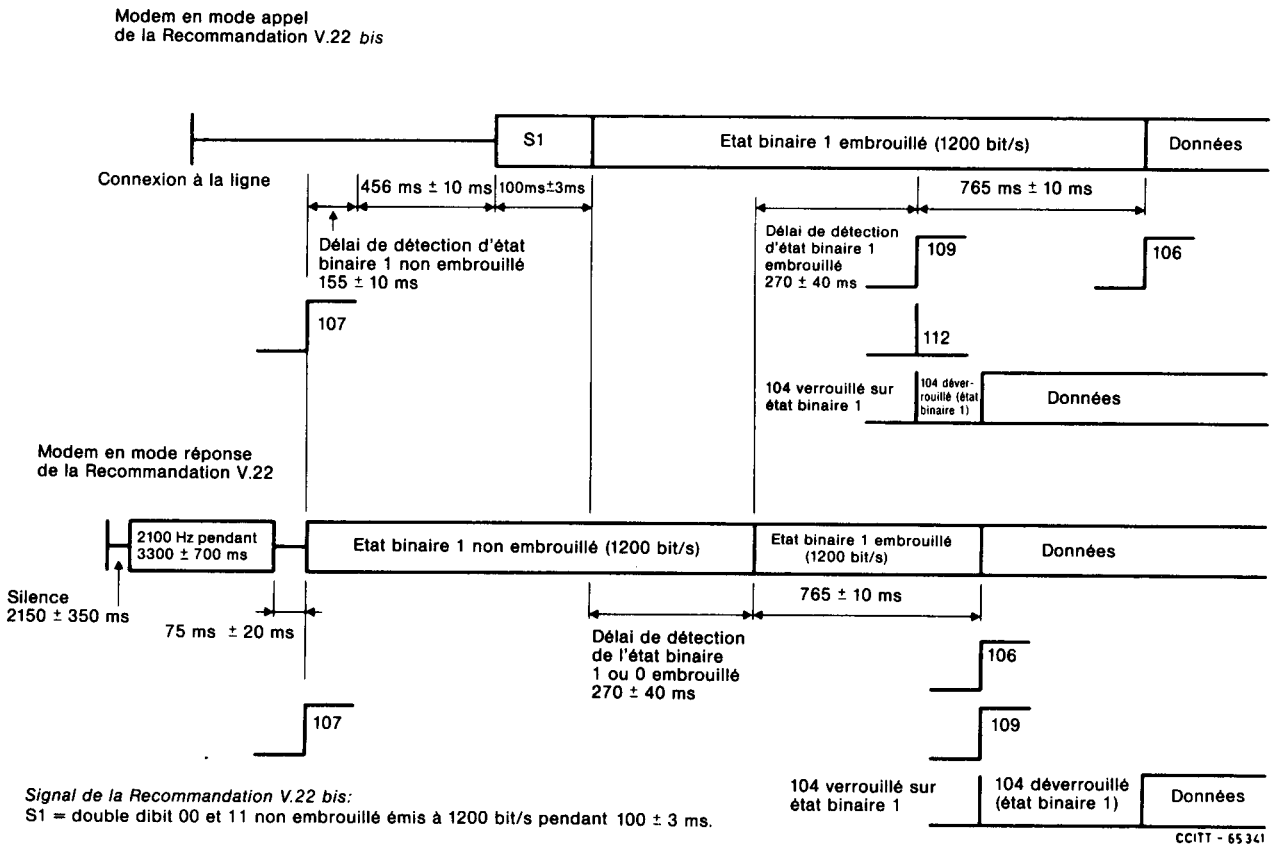 Modem en mode appel
de la Recommandation V.22 bis
S1
Etat binaire 1 embrouillé (1200 bit/s)
Données
Connexion à la ligne
456 ms ± 10 ms
100ms±3ms
765 ms ± 10 ms
Délai de détection d'état
binaire 1 non embrouillé
155 ± 10 ms
Délai de détection
d'état binaire 1
embrouillé
270 ± 40 ms
109
106
107
112
104 verrouillé sur
état binaire 1
104 déver-
rouillé (état
binaire 1)
Données
Modem en mode réponse
de la Recommandation V.22
2100 Hz pendant
3300 ± 700 ms
Etat binaire 1 non embrouillé (1200 bit/s)
Etat binaire 1 embrouillé
(1200 bit/s)
Données
Silence
2150 ± 350 ms
75 ms ± 20 ms
765 ± 10 ms
Délai de détection
de l'état binaire
1 ou 0 embrouillé
270 ± 40 ms
106
107
109
104 verrouillé sur
état binaire 1
104 déverrouillé
(état binaire 1)
Données
Signal de la Recommandation V.22 bis:
S1 = double dibit 00 et 11 non embrouillé émis à 1200 bit/s pendant 100 ± 3 ms.
CCITT - 65341